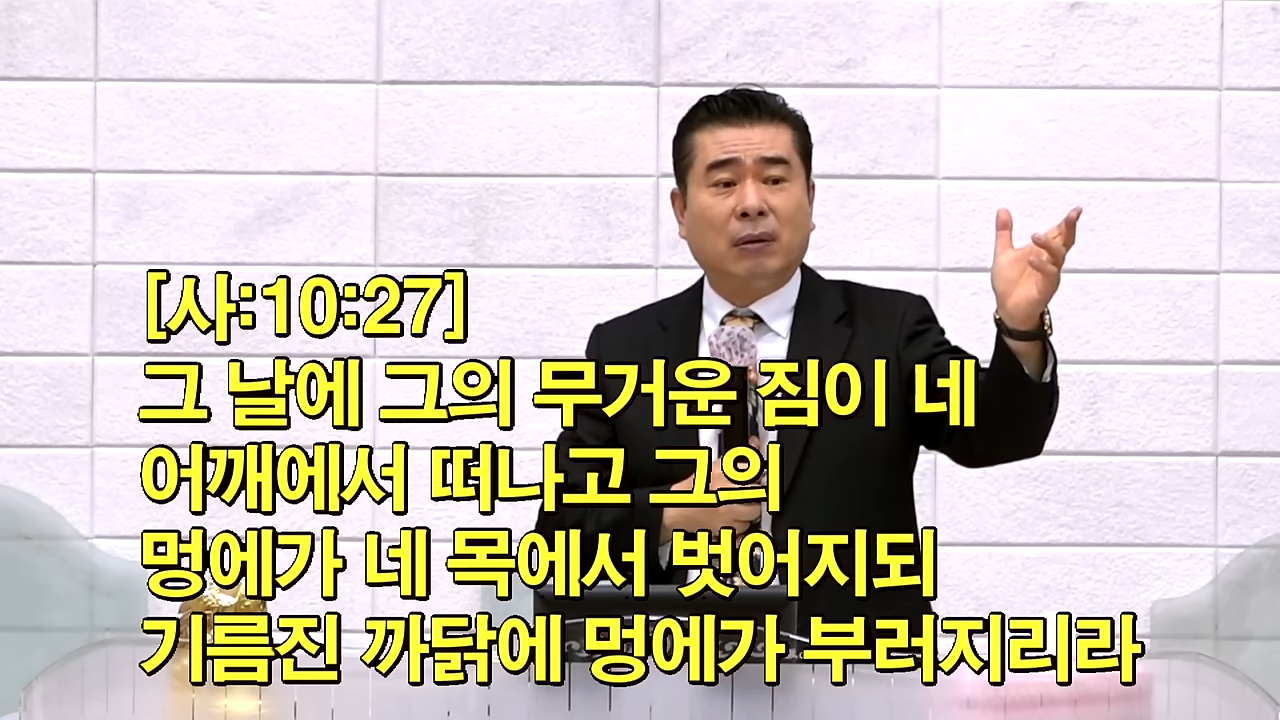 [사:10:27]
그 날에 그의 무거운 짐이 네
어깨에서 떠나고 그의
멍에가 네 목에서 벗어지되
기름진 까닭에 멍에가 부러지리라